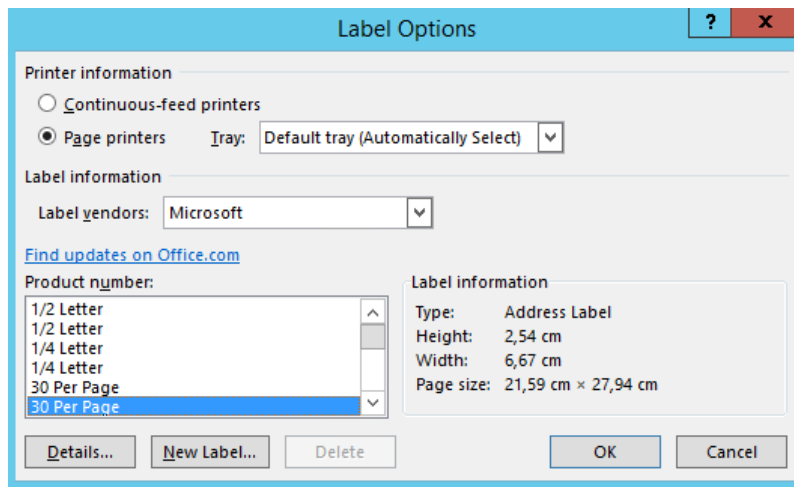 Label Options
? x
Printer information
Continuous-feed printers
Page printers Tray: Default tray (Automatically Select)
Label information
Label vendors: Microsoft
Find updates on Office.com
Product number:
1/2 Letter
1/2 Letter
1/4 Letter
1/4 Letter
30 Per Page
30 Per Page
Label information
Type: Address Label
Height: 2,54 cm
Width: 6,67 cm
Page size: 21,59 cm × 27,94 cm
Details... New Label... Delete OK Cancel